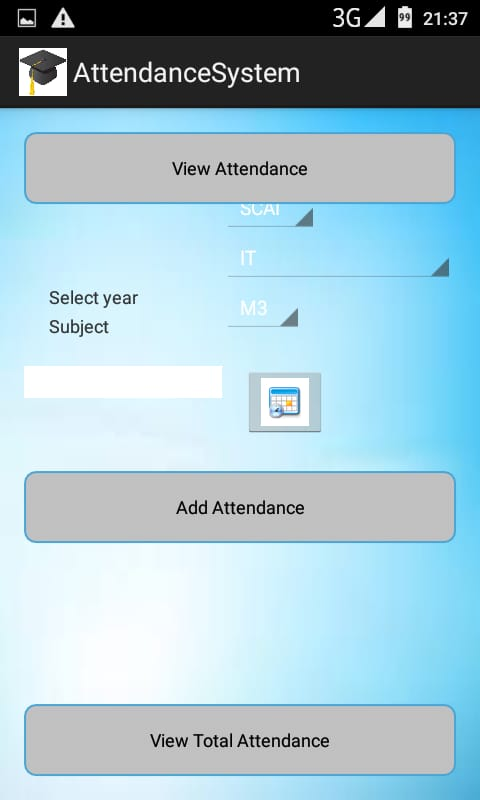 3G 99 21:37
AttendanceSystem
View Attendance
SCAI
IT
Select year
M3
Subject
Add Attendance
View Total Attendance